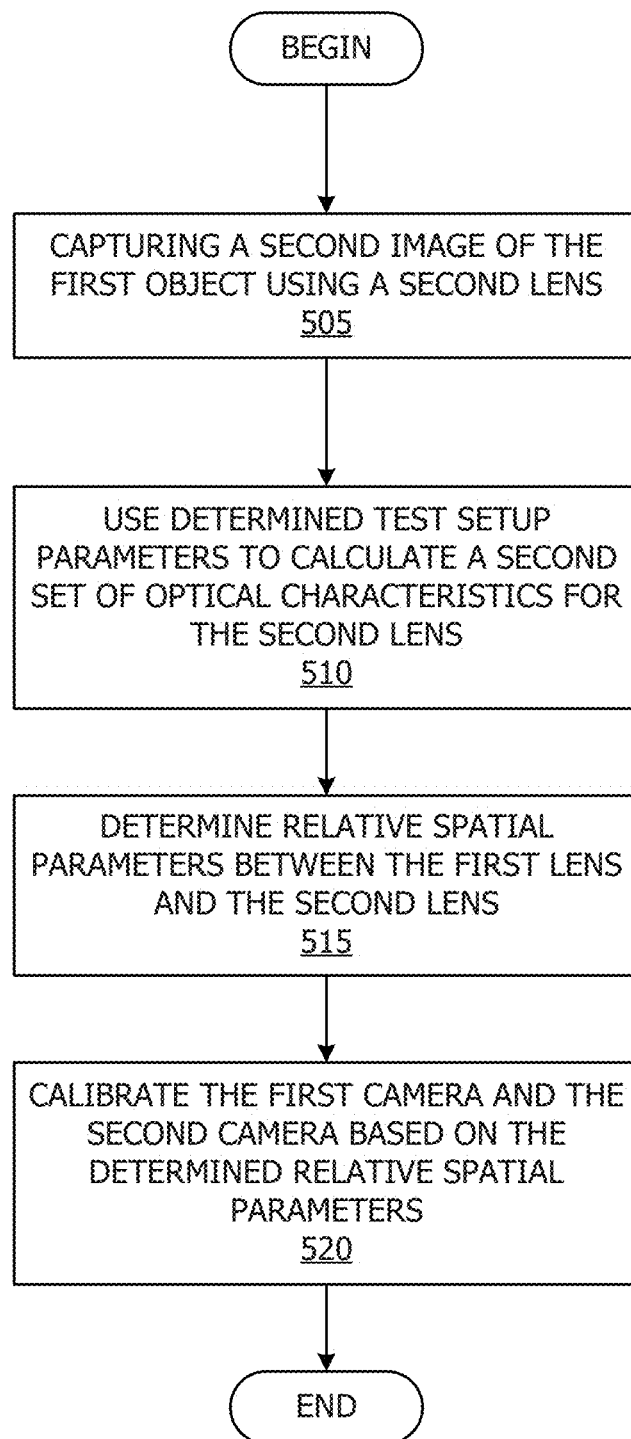 BEGIN
CAPTURING A SECOND IMAGE OF THE
FIRST OBJECT USING A SECOND LENS
505
USE DETERMINED TEST SETUP
PARAMETERS TO CALCULATE A SECOND
SET OF OPTICAL CHARACTERISTICS FOR
THE SECOND LENS
510
DETERMINE RELATIVE SPATIAL
PARAMETERS BETWEEN THE FIRST LENS
AND THE SECOND LENS
515
CALIBRATE THE FIRST CAMERA AND THE
SECOND CAMERA BASED ON THE
DETERMINED RELATIVE SPATIAL
PARAMETERS
520
END